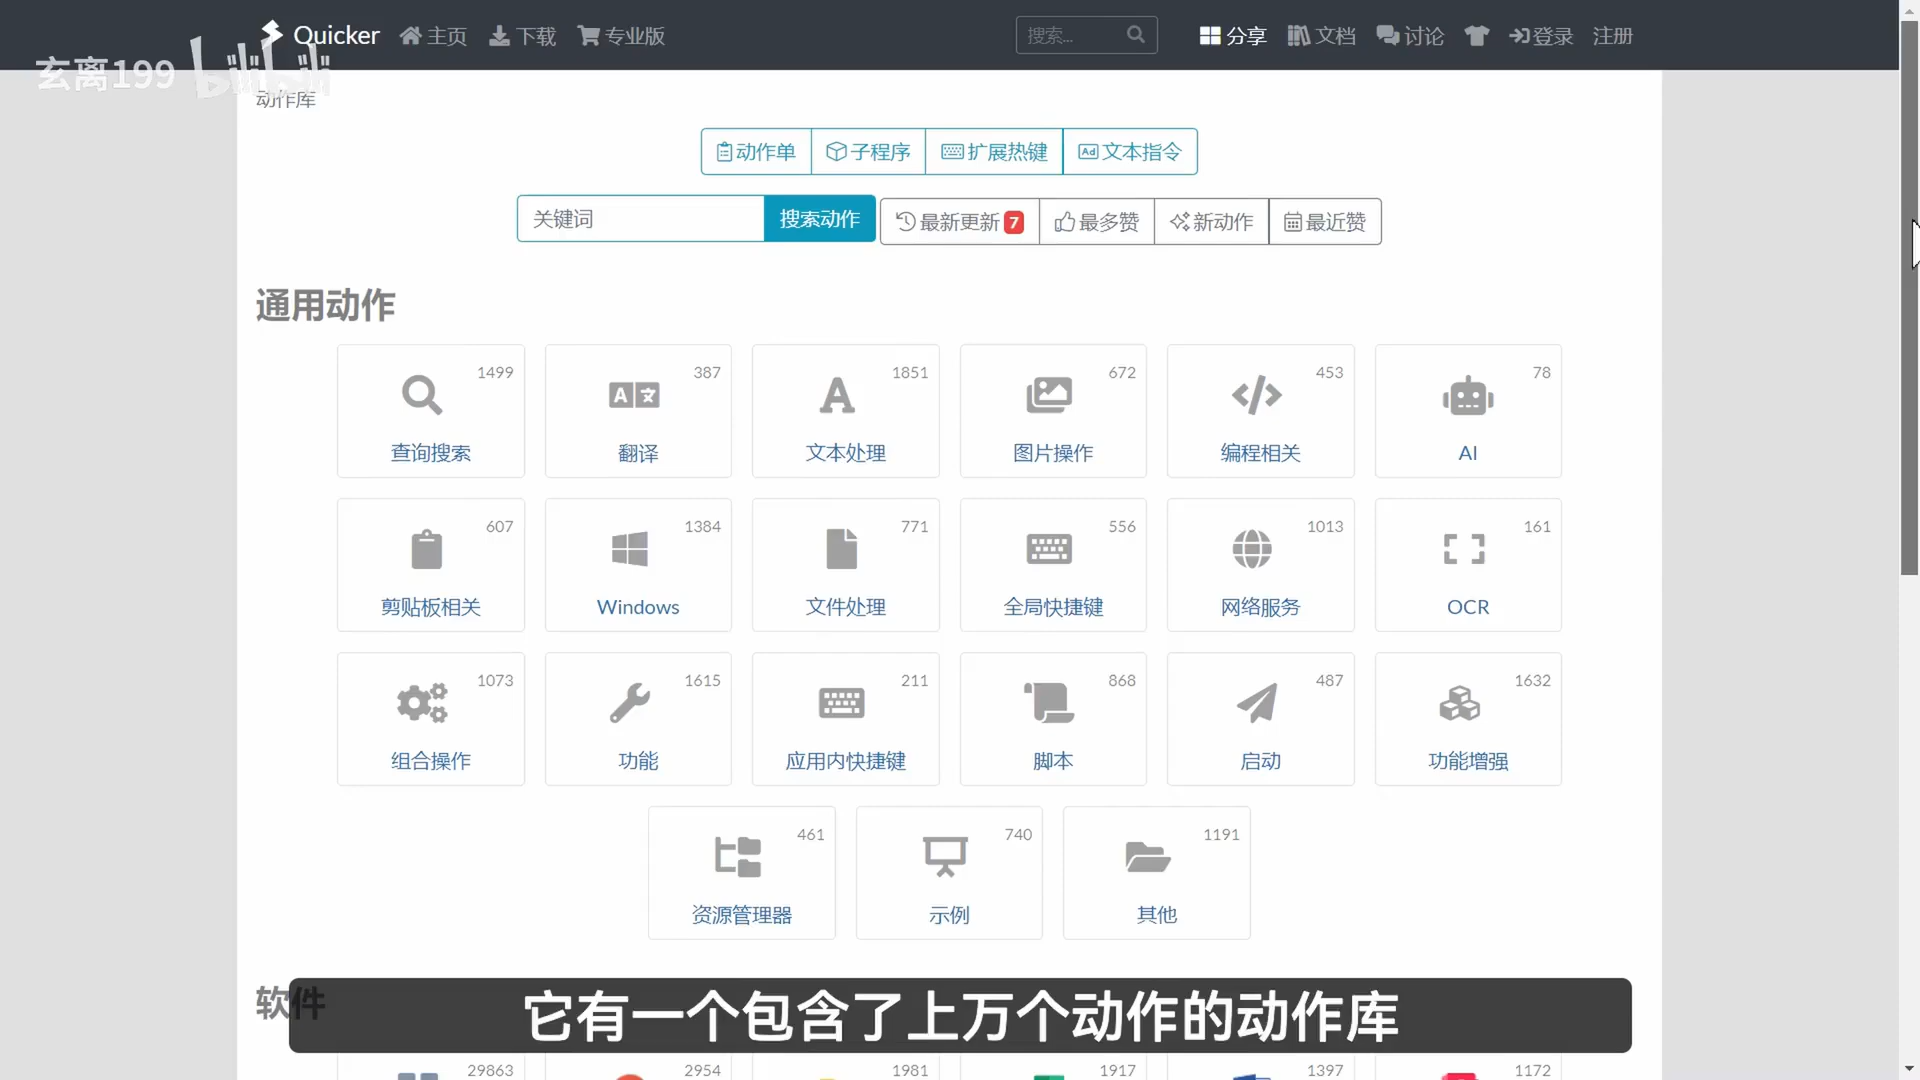 Quicker 主页 下载 专业版 搜索... 分享 文档 讨论 登录 注册
玄离199 bilibili
动作库
动作单 子程序 扩展热键 Ad 文本指令
关键词 搜索动作 最新更新 7 最多赞 新动作 最近赞
通用动作
1499 387 1851 672 453 78
查询搜索 翻译 文本处理 图片操作 编程相关 AI
607 1384 771 556 1013 161
剪贴板相关 Windows 文件处理 全局快捷键 网络服务 OCR
1073 1615 211 868 487 1632
组合操作 功能 应用内快捷键 脚本 启动 功能增强
461 740 1191
资源管理器 示例 其他
软件
它有一个包含了上万个动作的动作库
29863 2954 1981 1917 1397 1172